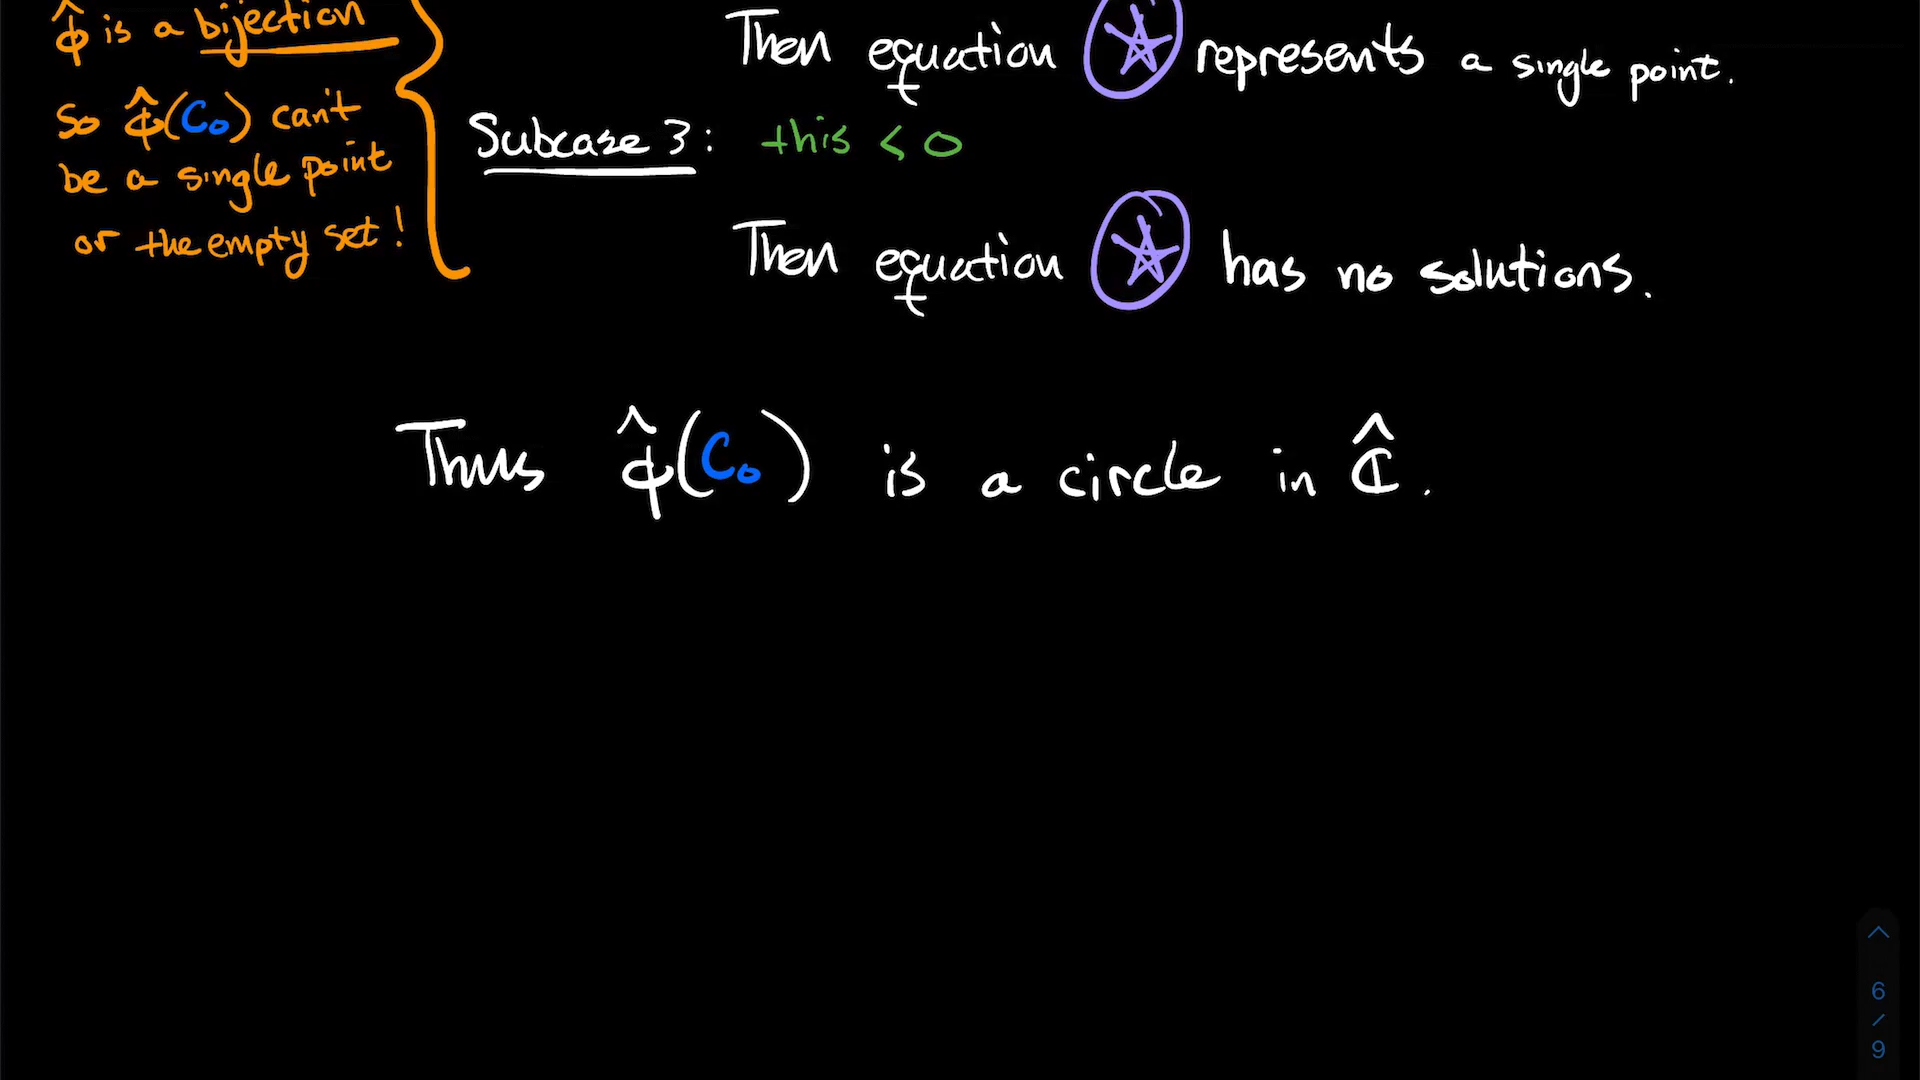 φ̂ is a bijection
So φ̂(C₀) can't
be a single point
or the empty set!
Then equation ☆ represents a single point.
Subcase 3: this < 0
Then equation ☆ has no solutions.
Thus φ̂(C₀) is a circle in ℂ̂.
6
/
9